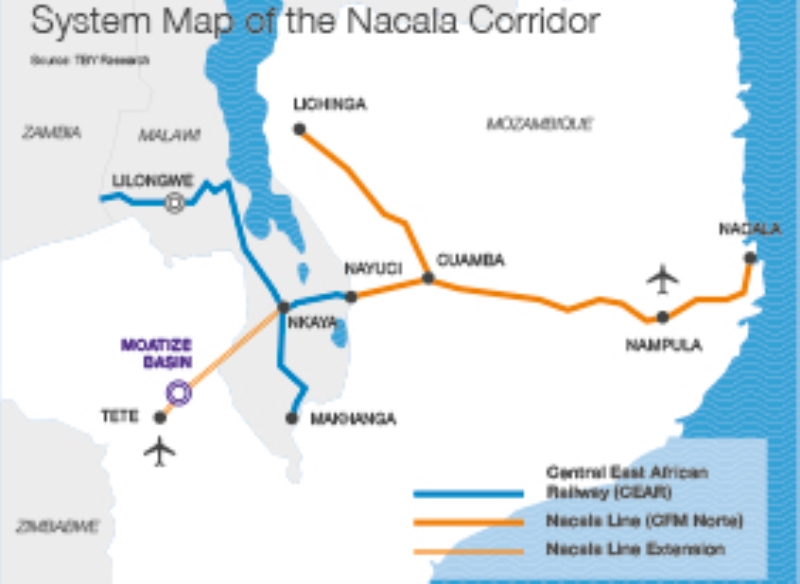 System Map of the Nacala Corridor
Source: TBY Research
LICHINGA
ZAMBIA
MALAWI
MOZAMBIQUE
LILONGWE
NACALA
NAYUCI
CUAMBA
NKAYA
MOATIZE
BASIN
NAMPULA
TETE
MAKHANGA
Central East African
Railway (CEAR)
Nacala Line (CFM Norte)
Nacala Line Extension
ZIMBABWE